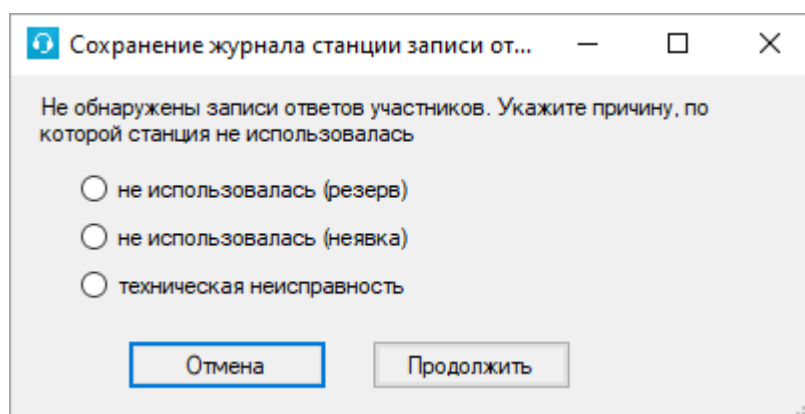 Сохранение журнала станции записи от...
Не обнаружены записи ответов участников. Укажите причину, по
которой станция не использовалась
не использовалась (резерв)
не использовалась (неявка)
техническая неисправность
Отмена Продолжить